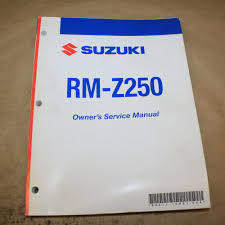 SUZUKI
RM-Z250
Owner's Service Manual